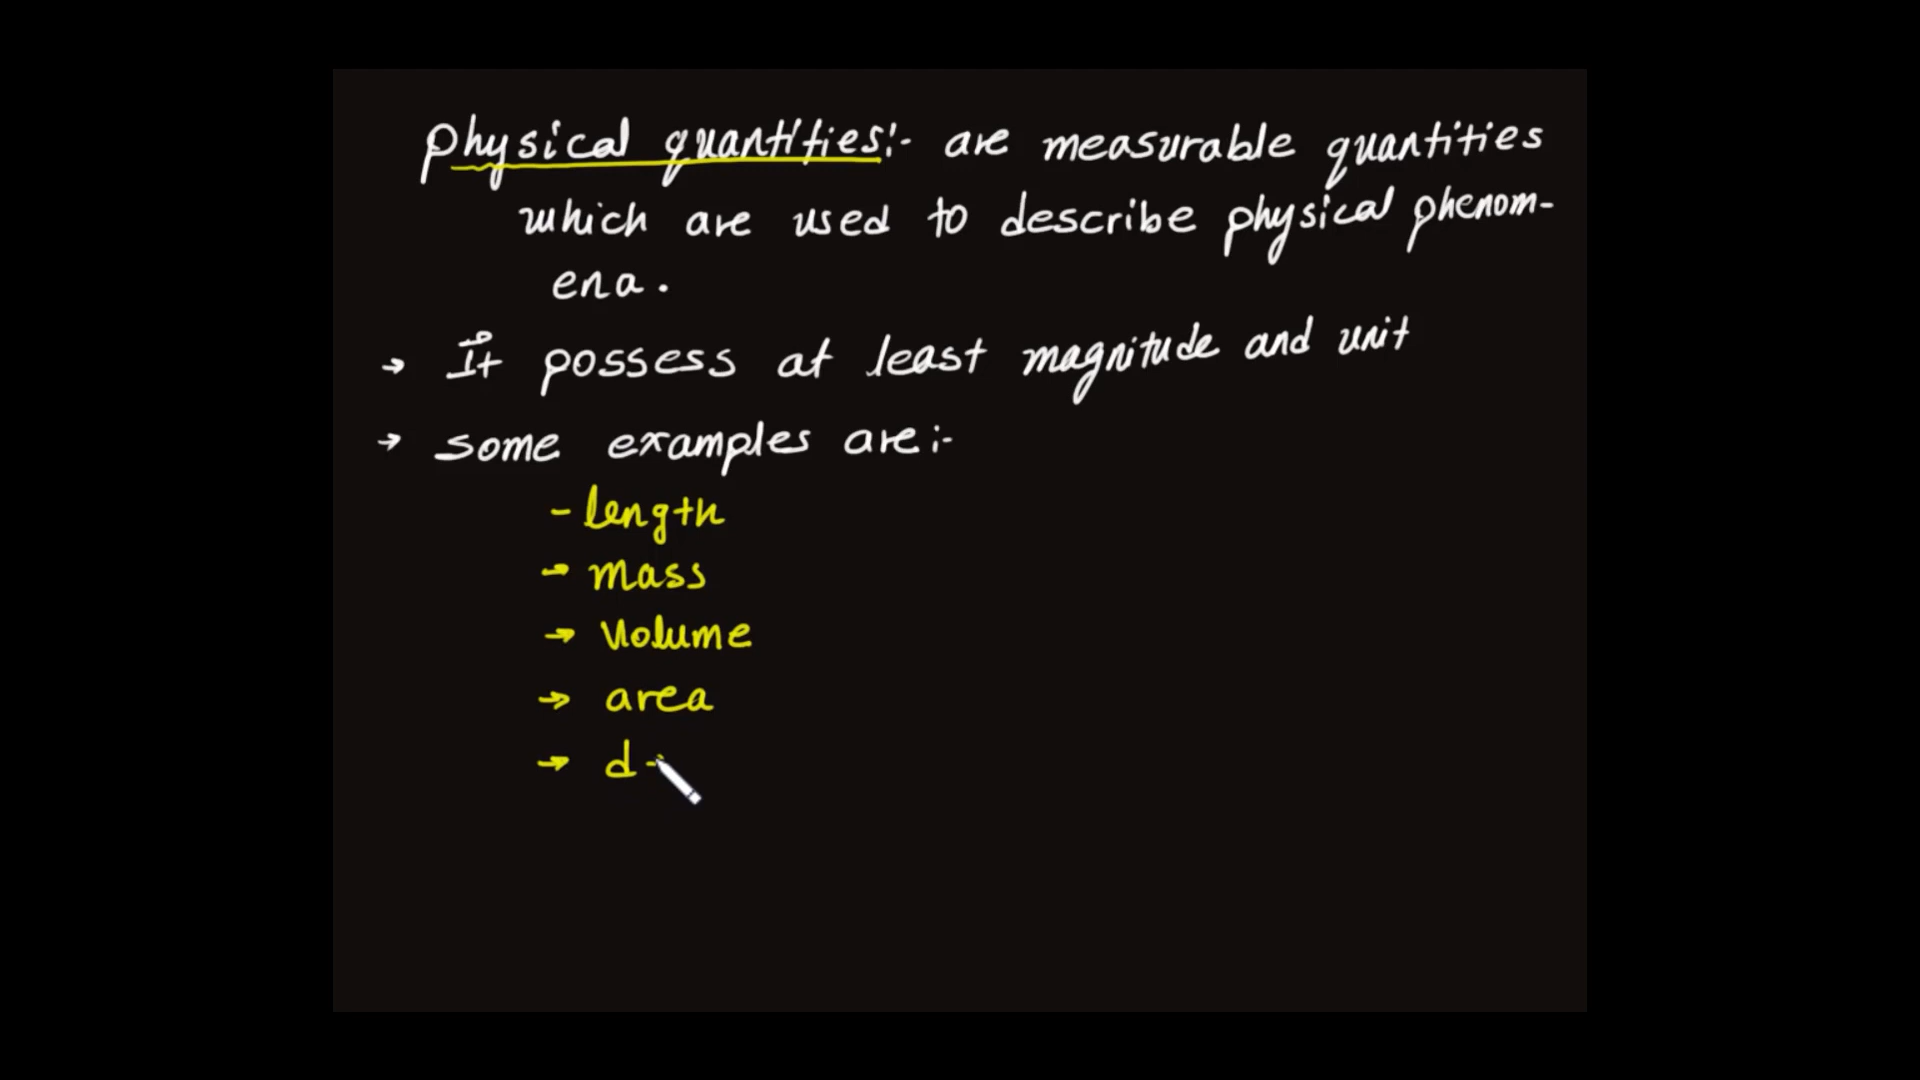 Physical quantities:- are measurable quantities
which are used to describe physical phenom-
ena.
→ It possess at least magnitude and unit
→ some examples are:-
- length
- mass
→ Volume
→ area
→ d